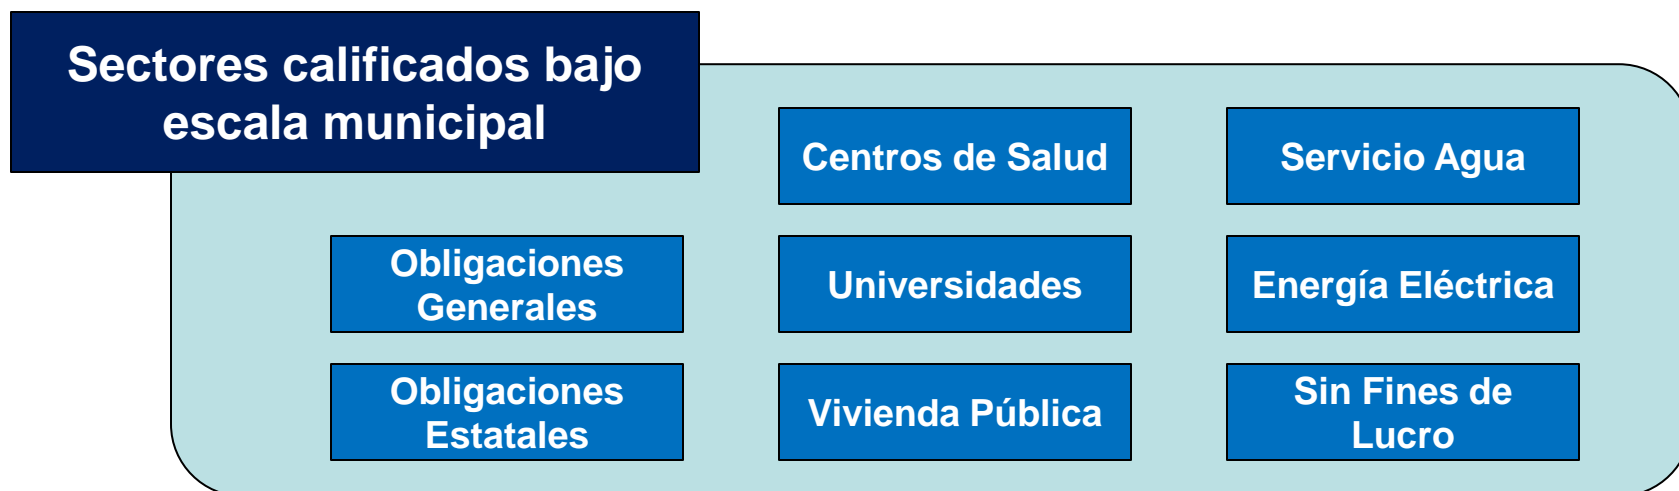 Sectores calificados bajo
escala municipal
Centros de Salud
Servicio Agua
Obligaciones
Generales
Universidades
Energía Eléctrica
Obligaciones
Estatales
Vivienda Pública
Sin Fines de
Lucro